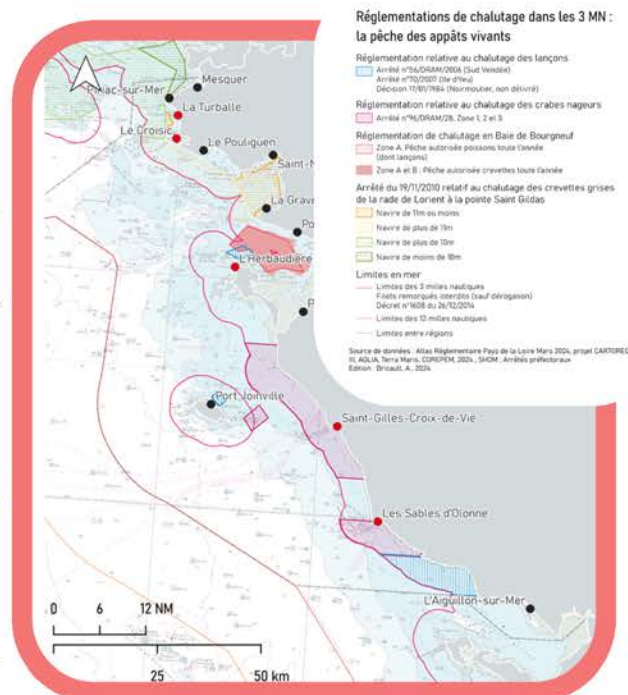 Réglementations de chalutage dans les 3 MN :
la pêche des appâts vivants
Réglementation relative au chalutage des lançons
Arrêté n°56/DRAM/2006 (Sud Vendée)
Arrêté n°70/2007 (Ile d'Yeu)
Décision 17/01/1984 (Noirmoutier, non délivré)
Réglementation relative au chalutage des crabes nageurs
Arrêté n°96/DRAM/28, Zone 1, 2 et 3
Réglementation de chalutage en Baie de Bourgneuf
Zone A. Pêche autorisée poissons toute l'année
(dont lançons)
Zone A et B : Pêche autorisée crevettes toute l'année
Arrêté du 19/11/2010 relatif au chalutage des crevettes grises
de la rade de Lorient à la pointe Saint Gildas
Navire de 11m ou moins
Navire de plus de 11m
Navire de plus de 10m
Navire de moins de 18m
Limites en mer
Limites des 3 milles nautiques
Filets remorqués interdits (sauf dérogation)
Décret n°1608 du 26/12/2014
Limites des 12 milles nautiques
Limites entre régions
Source de données : Atlas Réglementaire Pays de la Loire Mars 2024, projet CARTOREG
III, AGLIA, Terra Maris, COREPEM, 2024 ; SHOM ; Arrêtés préfectoraux
Edition : Bricault, A., 2024
Mesquer
Piriac-sur-Mer
La Turballe
Le Croisic
Le Pouliguen
Saint-N
La Grave
Po
L'Herbaudière
P
Port Joinville
Saint-Gilles-Croix-de-Vie
Les Sables d'Olonne
L'Aiguillon-sur-Mer
0 6 12 NM
25 50 km